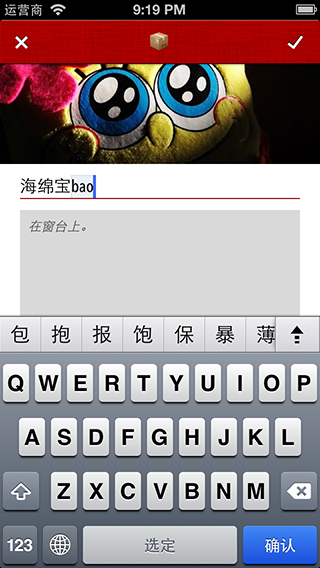 运营商 9:19 PM
海绵宝bao
在窗台上。
包 抱 报 饱 保 暴 薄
Q W E R T Y U I O P
A S D F G H J K L
Z X C V B N M
123 选定 确认